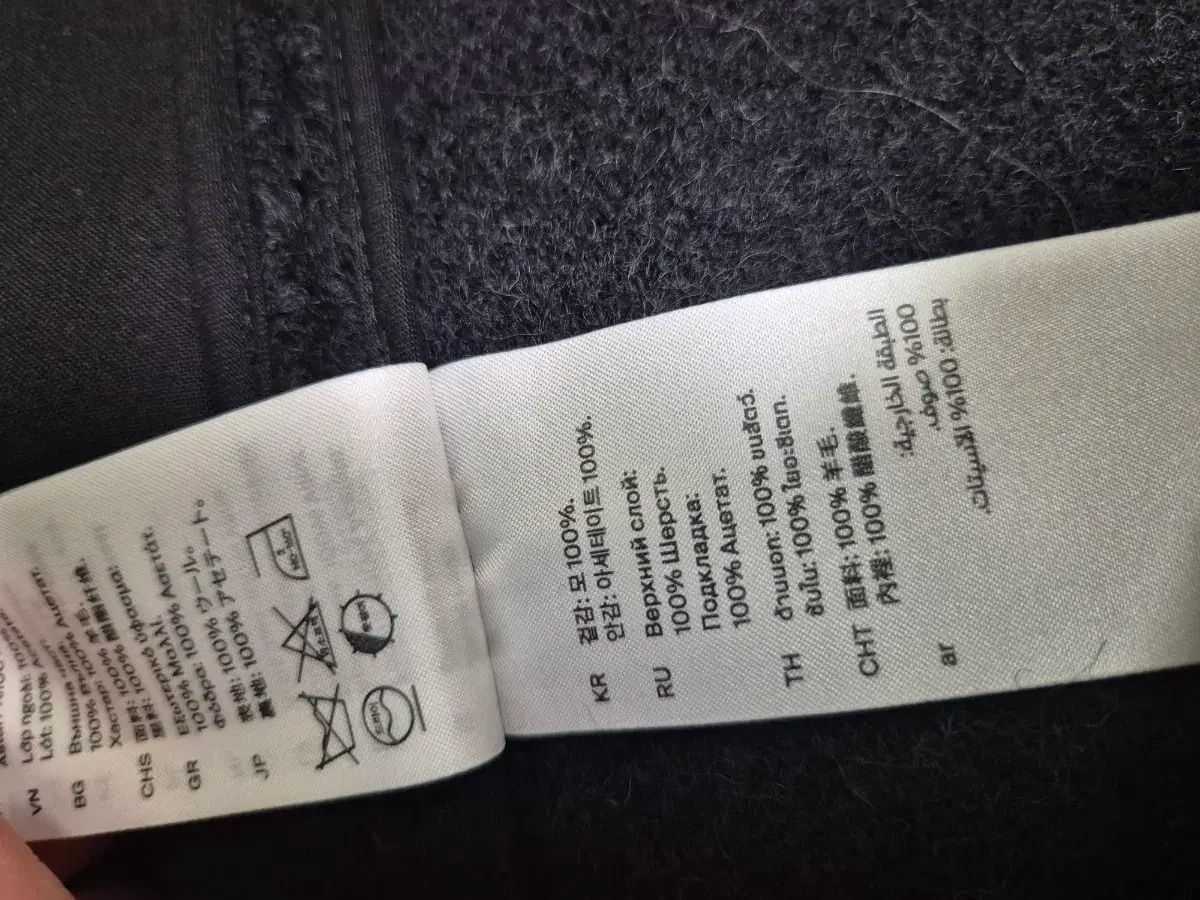 VN
Lớp ngoài: 100%
Lót: 100%
BG
100% Вълна.
Хастар: 100% Ацетат.
CHS
面料: 100% 羊毛.
里料: 100% 醋酯纤维.
GR
Εξωτερικό ύφασμα:
100% Μαλλί.
Φόδρα: 100% Ασετάτ.
JP
表地: 100% ウール。
裏地: 100% アセテート。
KR
겉감: 모 100%.
안감: 아세테이트 100%.
RU
Верхний слой:
100% Шерсть.
Подкладка:
100% Ацетат.
TH
ด้านนอก: 100% ขนสัตว์.
ซับใน: 100% ใยอะซิเตท.
CHT
面料: 100% 羊毛.
內裡: 100% 醋酸纖維.
ar
الطبقة الخارجية:
100% صوف.
بطانة: 100% الأسيتات.